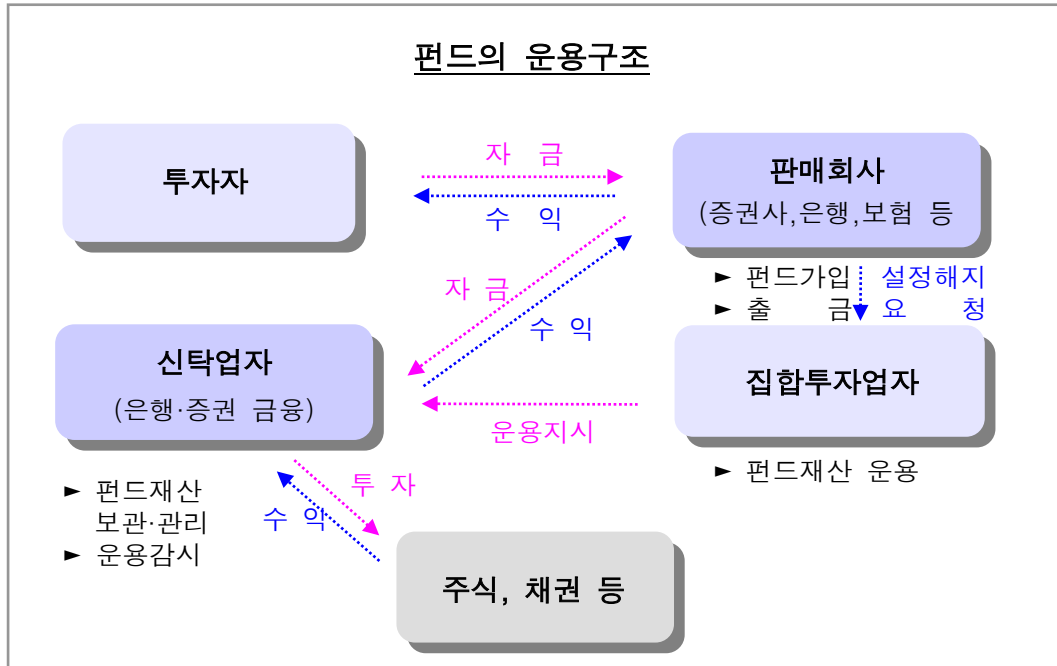 펀드의 운용구조
투자자
자 금
수 익
판매회사
(증권사,은행,보험 등
► 펀드가입
► 출 금
설정해지
요 청
자 금
수 익
신탁업자
(은행·증권 금융)
집합투자업자
운용지시
► 펀드재산 운용
► 펀드재산
보관·관리
► 운용감시
투 자
수 익
주식, 채권 등